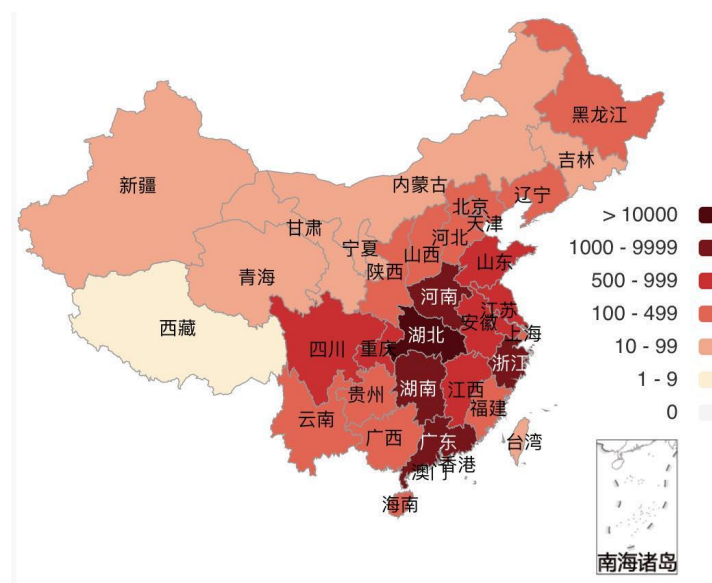 黑龙江
吉林
辽宁
内蒙古
北京
天津
新疆
甘肃
宁夏
河北
山西
山东
陕西
青海
河南
江苏
安徽
上海
西藏
湖北
四川
重庆
浙江
湖南
江西
贵州
福建
云南
广西
广东
台湾
香港
澳门
海南
> 10000
1000 - 9999
500 - 999
100 - 499
10 - 99
1 - 9
0
南海诸岛